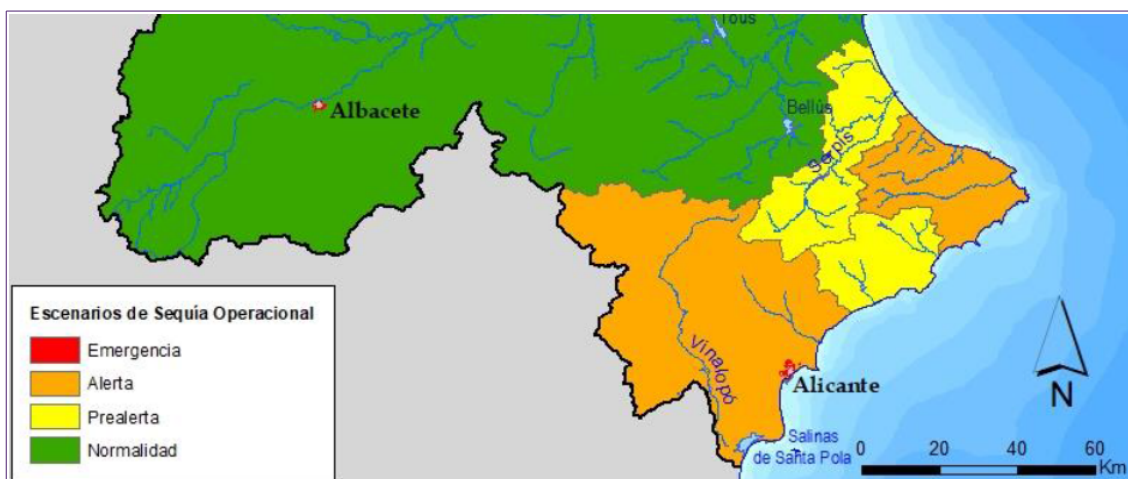 Tous
Albacete
Bellús
Serpis
Escenarios de Sequía Operacional
Emergencia
Alerta
Prealerta
Normalidad
Vinalopó
Alicante
Salinas
de Santa Pola
N
0 20 40 60
Km